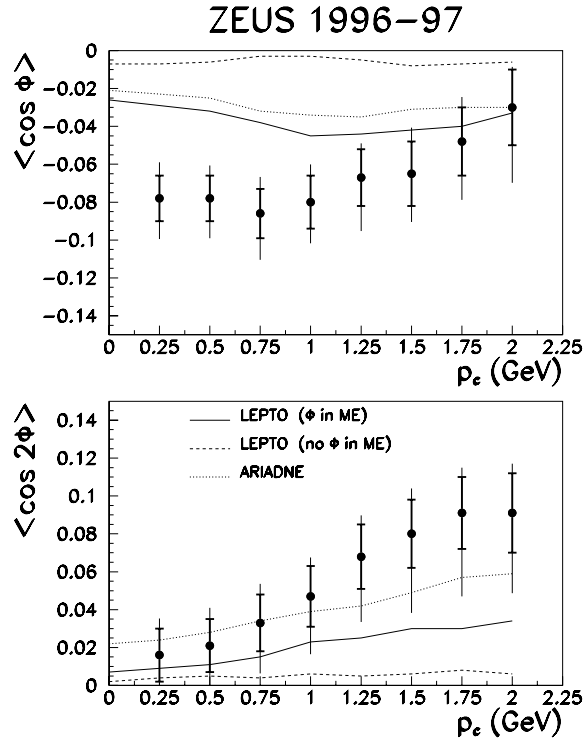 ZEUS 1996-97
<cos ϕ>
0
-0.02
-0.04
-0.06
-0.08
-0.1
-0.12
-0.14
0 0.25 0.5 0.75 1 1.25 1.5 1.75 2 2.25
p_c (GeV)
<cos 2ϕ>
0.14
0.12
0.1
0.08
0.06
0.04
0.02
0
LEPTO (ϕ in ME)
LEPTO (no ϕ in ME)
ARIADNE
0 0.25 0.5 0.75 1 1.25 1.5 1.75 2 2.25
p_c (GeV)